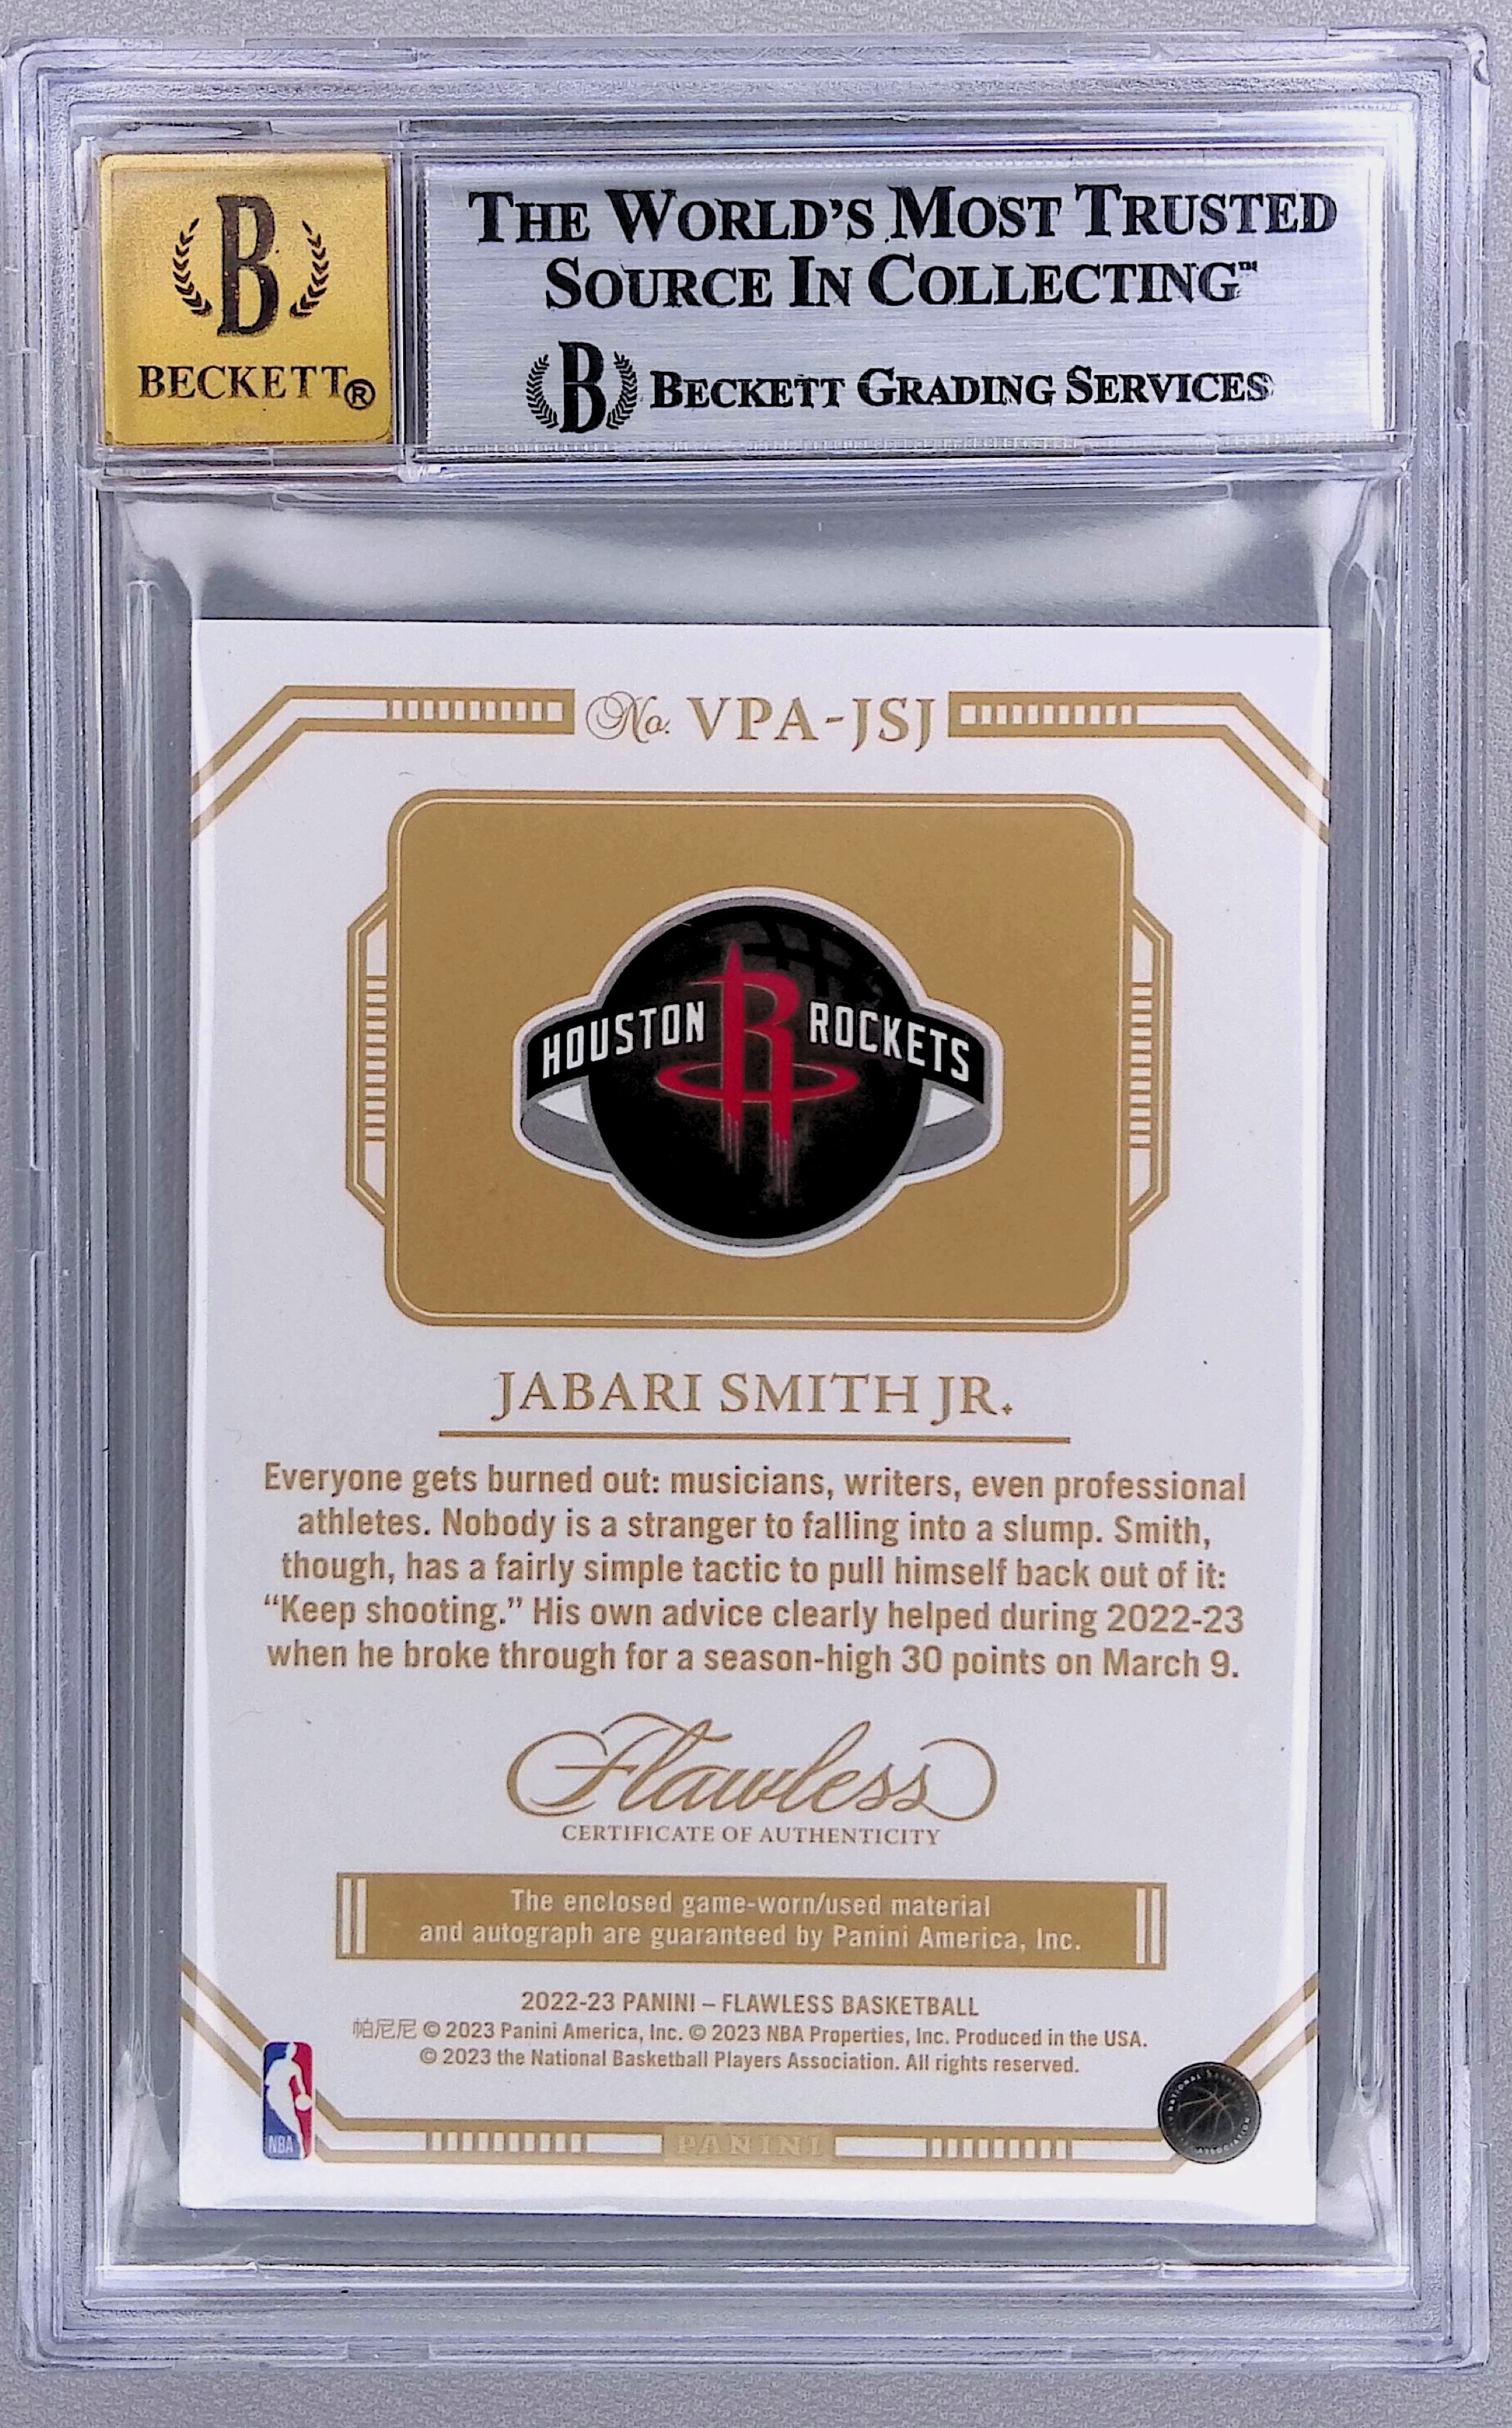 B
BECKETT®
THE WORLD'S MOST TRUSTED
SOURCE IN COLLECTING™
B BECKETT GRADING SERVICES
No. VPA-JSJ
HOUSTON R ROCKETS
JABARI SMITH JR.
Everyone gets burned out: musicians, writers, even professional
athletes. Nobody is a stranger to falling into a slump. Smith,
though, has a fairly simple tactic to pull himself back out of it:
“Keep shooting.” His own advice clearly helped during 2022-23
when he broke through for a season-high 30 points on March 9.
Flawless
CERTIFICATE OF AUTHENTICITY
The enclosed game-worn/used material
and autograph are guaranteed by Panini America, Inc.
2022-23 PANINI – FLAWLESS BASKETBALL
帕尼尼 © 2023 Panini America, Inc. © 2023 NBA Properties, Inc. Produced in the USA.
© 2023 the National Basketball Players Association. All rights reserved.
NBA
PANINI
NATIONAL
ASSOCIATION